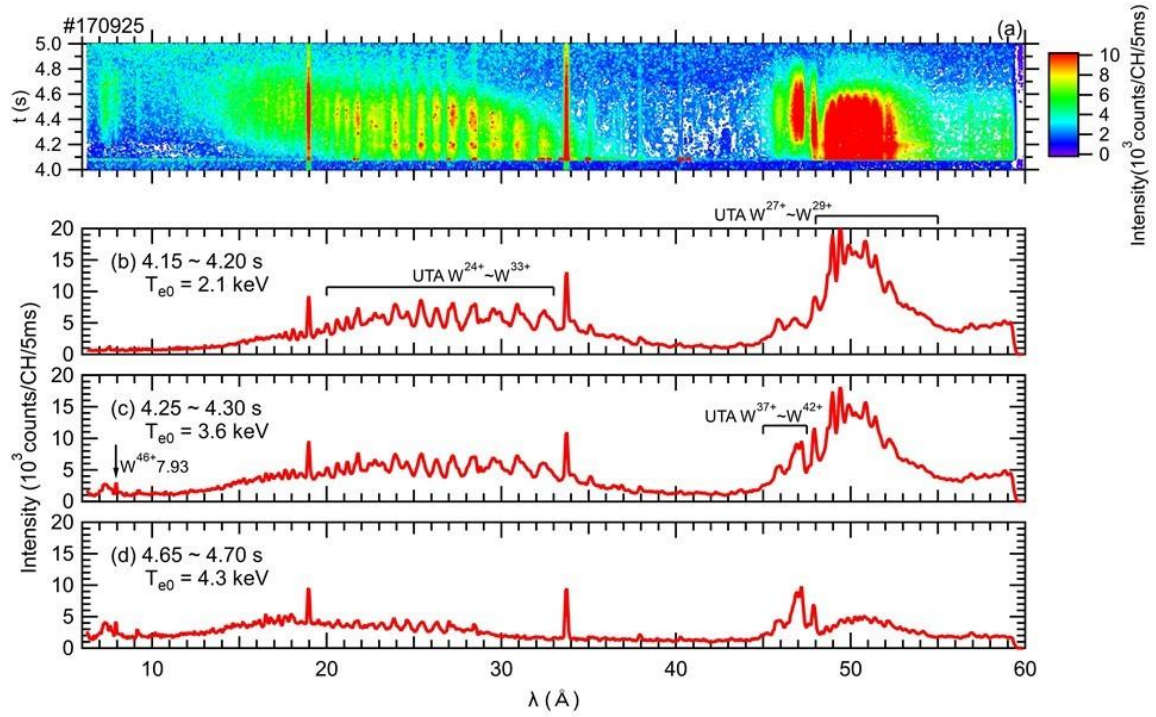 #170925
(a)
t (s)
5.0
4.8
4.6
4.4
4.2
4.0
10
8
6
4
2
0
Intensity(10³ counts/CH/5ms)
UTA W²⁷⁺~W²⁹⁺
20
15
10
5
0
(b) 4.15 ~ 4.20 s
Tₑ₀ = 2.1 keV
UTA W²⁴⁺~W³³⁺
20
15
10
5
0
(c) 4.25 ~ 4.30 s
Tₑ₀ = 3.6 keV
UTA W³⁷⁺~W⁴²⁺
W⁴⁶⁺7.93
Intensity (10³counts/CH/5ms)
20
15
10
5
0
(d) 4.65 ~ 4.70 s
Tₑ₀ = 4.3 keV
10 20 30 40 50 60
λ (Å)